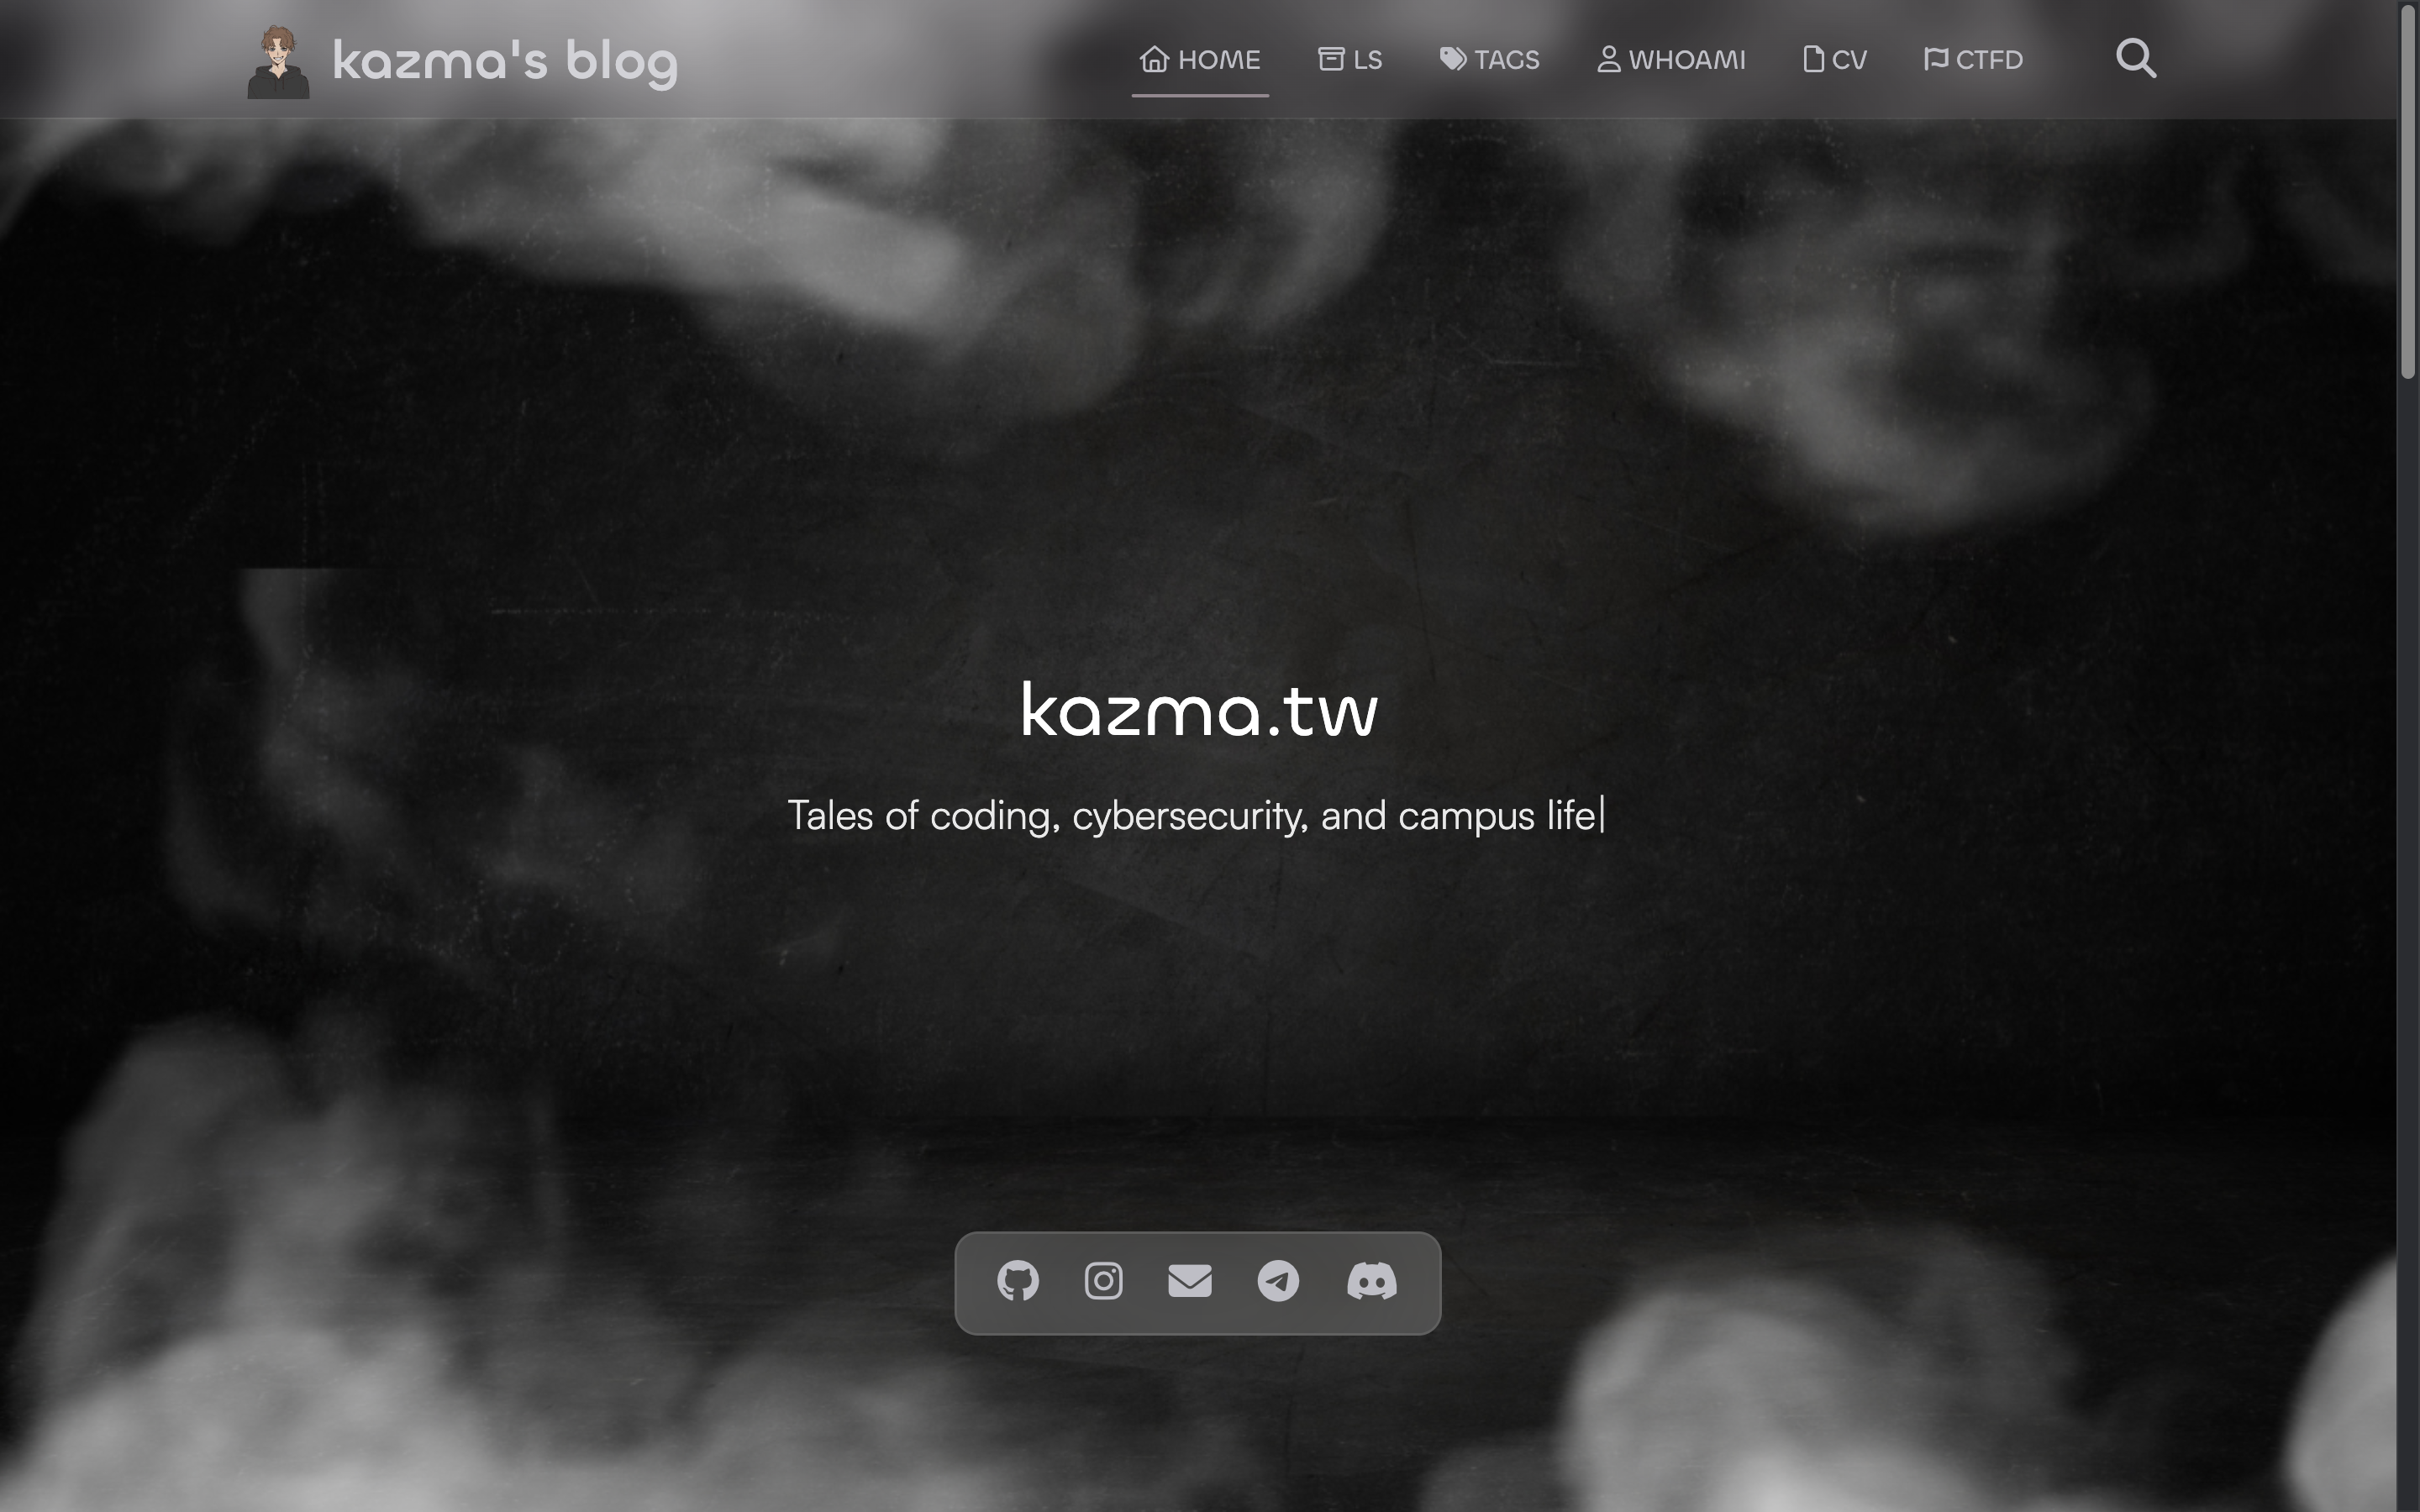 kazma's blog
HOME LS TAGS WHOAMI CV CTFD
kazma.tw
Tales of coding, cybersecurity, and campus life|